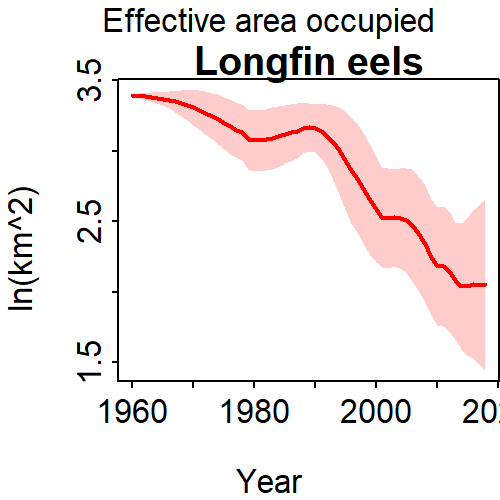 Effective area occupied
Longfin eels
3.5
2.5
1.5
ln(km^2)
1960 1980 2000
Year